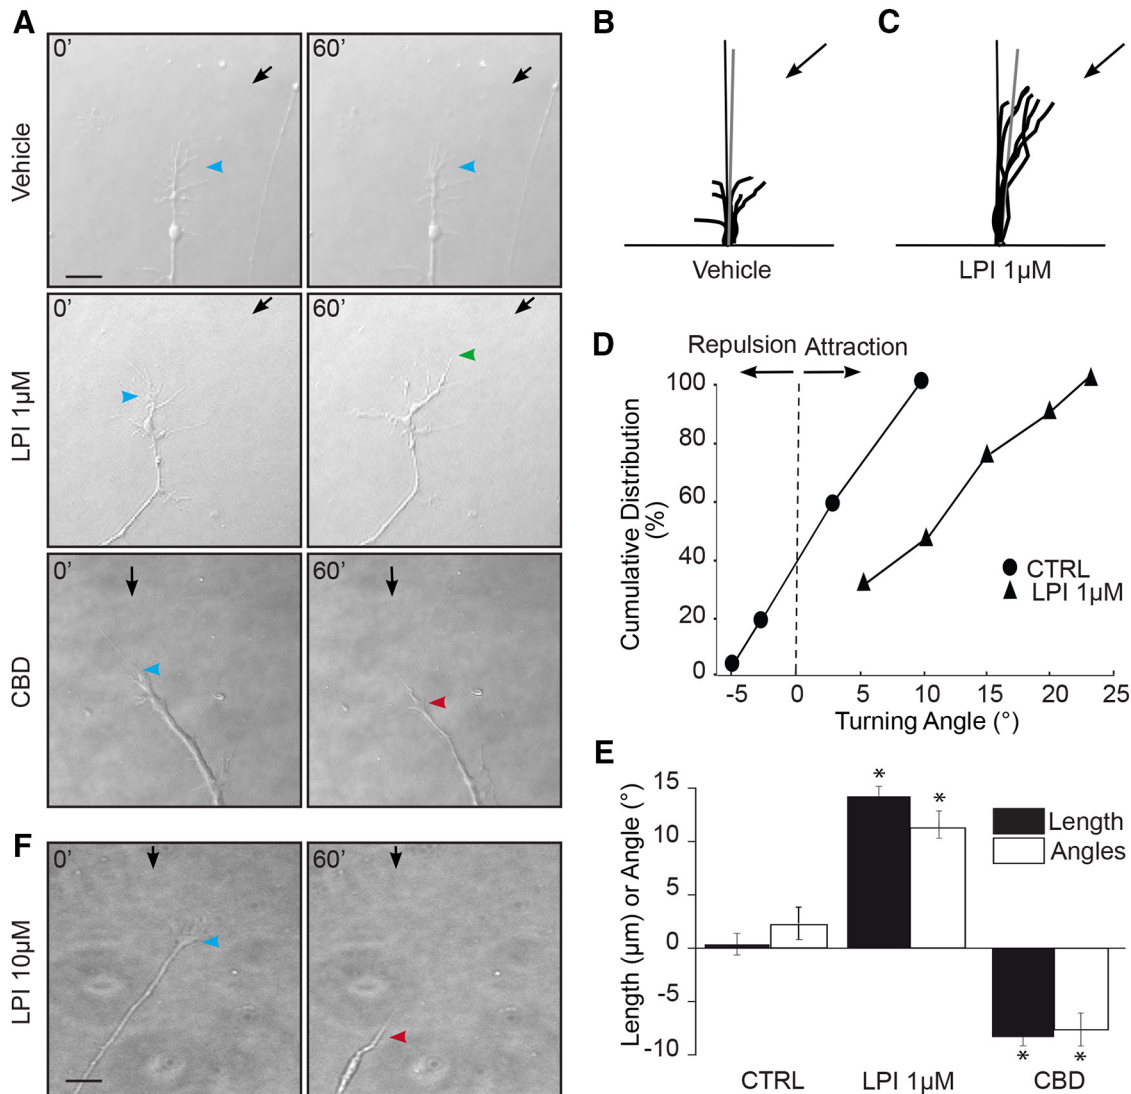 A
0’
60’
Vehicle
0’
60’
LPI 1μM
0’
60’
CBD
B
Vehicle
C
LPI 1μM
D
Repulsion
Attraction
Cumulative Distribution
(%)
100
80
60
40
20
0
CTRL
LPI 1μM
-5
0
5
10
15
20
25
Turning Angle (°)
E
Length (μm) or Angle (°)
15
10
5
0
-5
-10
*
*
*
*
Length
Angles
CTRL
LPI 1μM
CBD
F
0’
60’
LPI 10μM